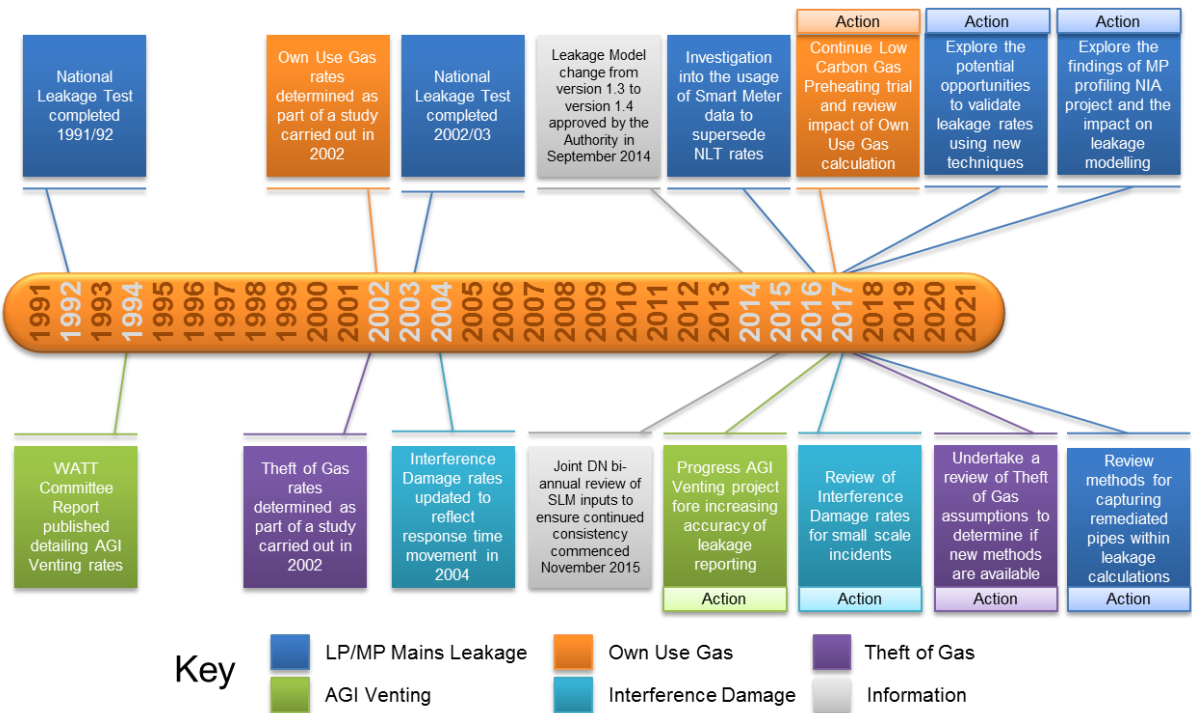 National
Leakage Test
completed
1991/92
Own Use Gas
rates
determined as
part of a study
carried out in
2002
National
Leakage Test
completed
2002/03
Leakage Model
change from
version 1.3 to
version 1.4
approved by the
Authority in
September 2014
Investigation
into the usage
of Smart Meter
data to
supersede
NLT rates
Action
Continue Low
Carbon Gas
Preheating trial
and review
impact of Own
Use Gas
calculation
Action
Explore the
potential
opportunities
to validate
leakage rates
using new
techniques
Action
Explore the
findings of MP
profiling NIA
project and the
impact on
leakage
modelling
1991
1992
1993
1994
1995
1996
1997
1998
1999
2000
2001
2002
2003
2004
2005
2006
2007
2008
2009
2010
2011
2012
2013
2014
2015
2016
2017
2018
2019
2020
2021
WATT
Committee
Report
published
detailing AGI
Venting rates
Theft of Gas
rates
determined as
part of a study
carried out in
2002
Interference
Damage rates
updated to
reflect
response time
movement in
2004
Joint DN bi-
annual review of
SLM inputs to
ensure continued
consistency
commenced
November 2015
Progress AGI
Venting project
fore increasing
accuracy of
leakage
reporting
Action
Review of
Interference
Damage rates
for small scale
incidents
Action
Undertake a
review of Theft
of Gas
assumptions to
determine if
new methods
are available
Action
Review
methods for
capturing
remediated
pipes within
leakage
calculations
Action
Key
LP/MP Mains Leakage
Own Use Gas
Theft of Gas
AGI Venting
Interference Damage
Information